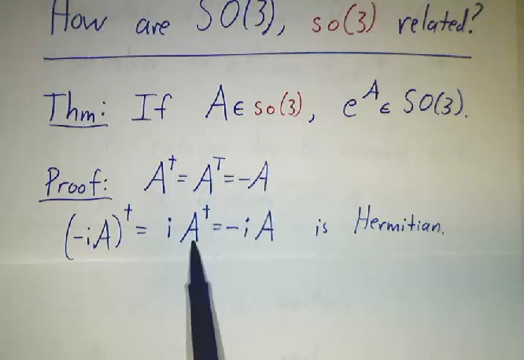 How are SO(3), so(3) related?
Thm: If A ∈ so(3), e^A ∈ SO(3).
Proof: A^† = A^T = -A
(-iA)^† = iA^† = -iA is Hermitian.